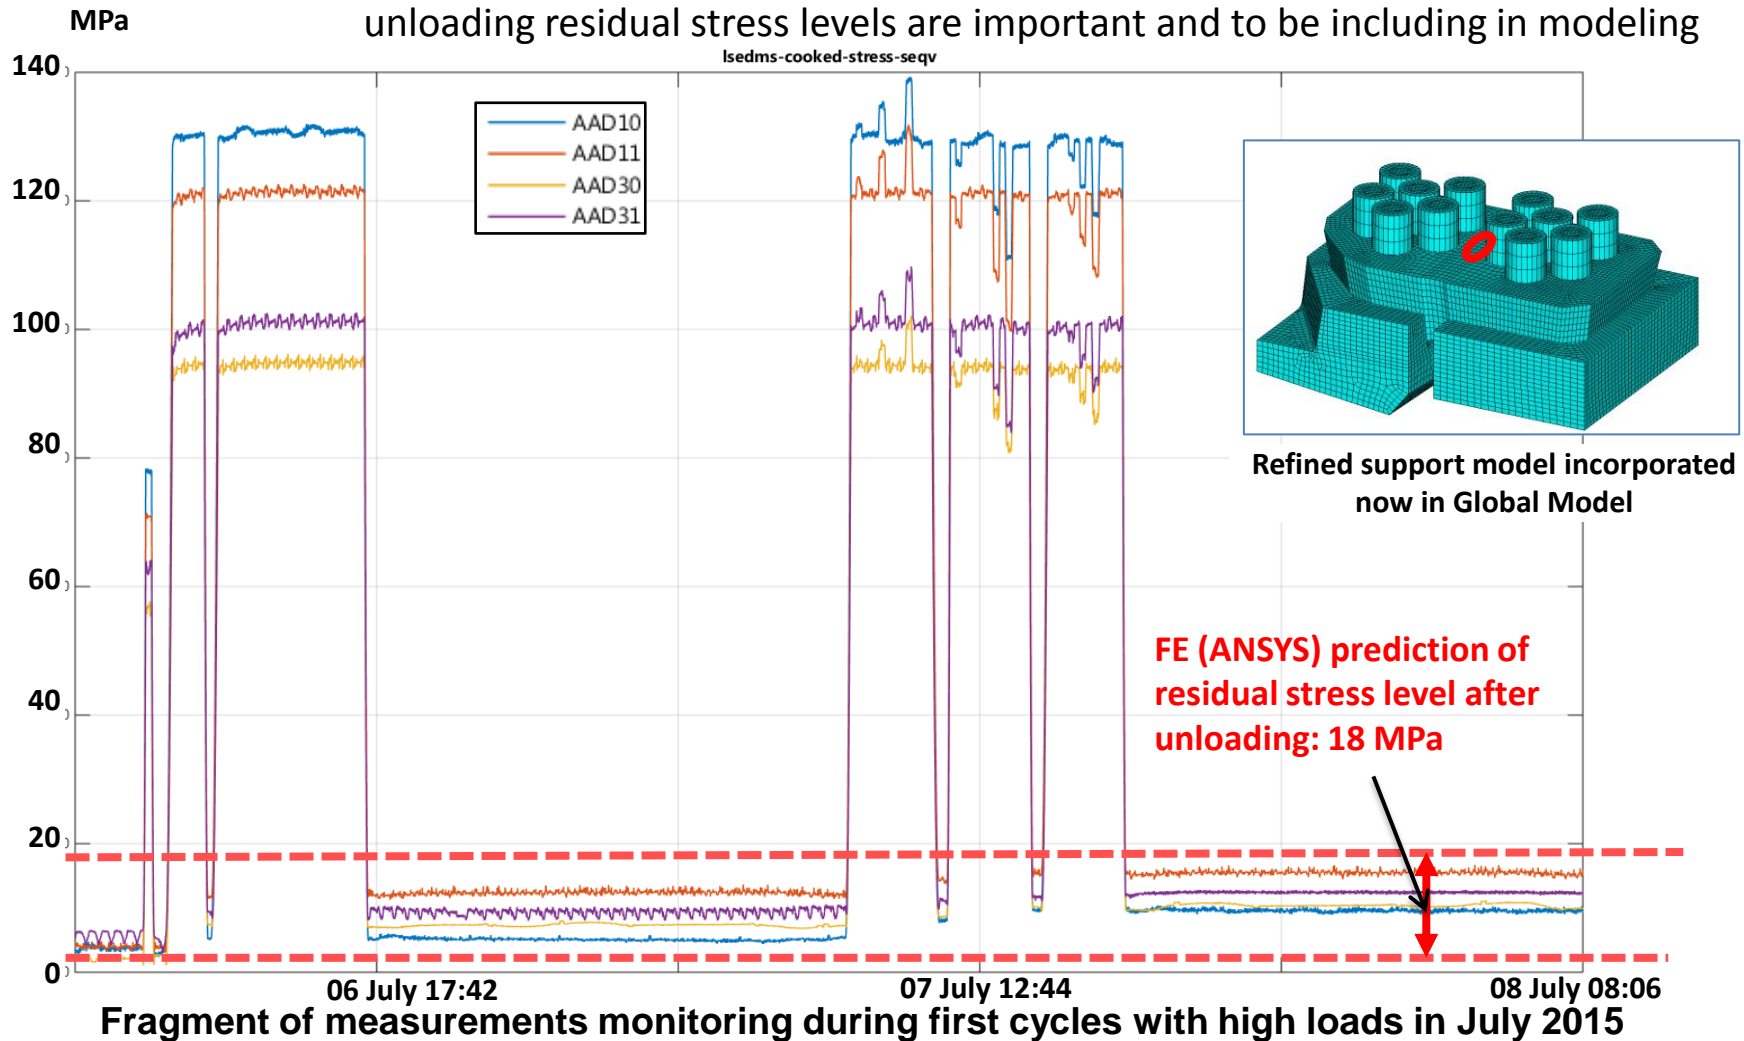 MPa
unloading residual stress levels are important and to be including in modeling
lsedms-cooked-stress-seqv
140
120
100
80
60
40
20
0
AAD10
AAD11
AAD30
AAD31
Refined support model incorporated
now in Global Model
FE (ANSYS) prediction of
residual stress level after
unloading: 18 MPa
06 July 17:42
07 July 12:44
08 July 08:06
Fragment of measurements monitoring during first cycles with high loads in July 2015